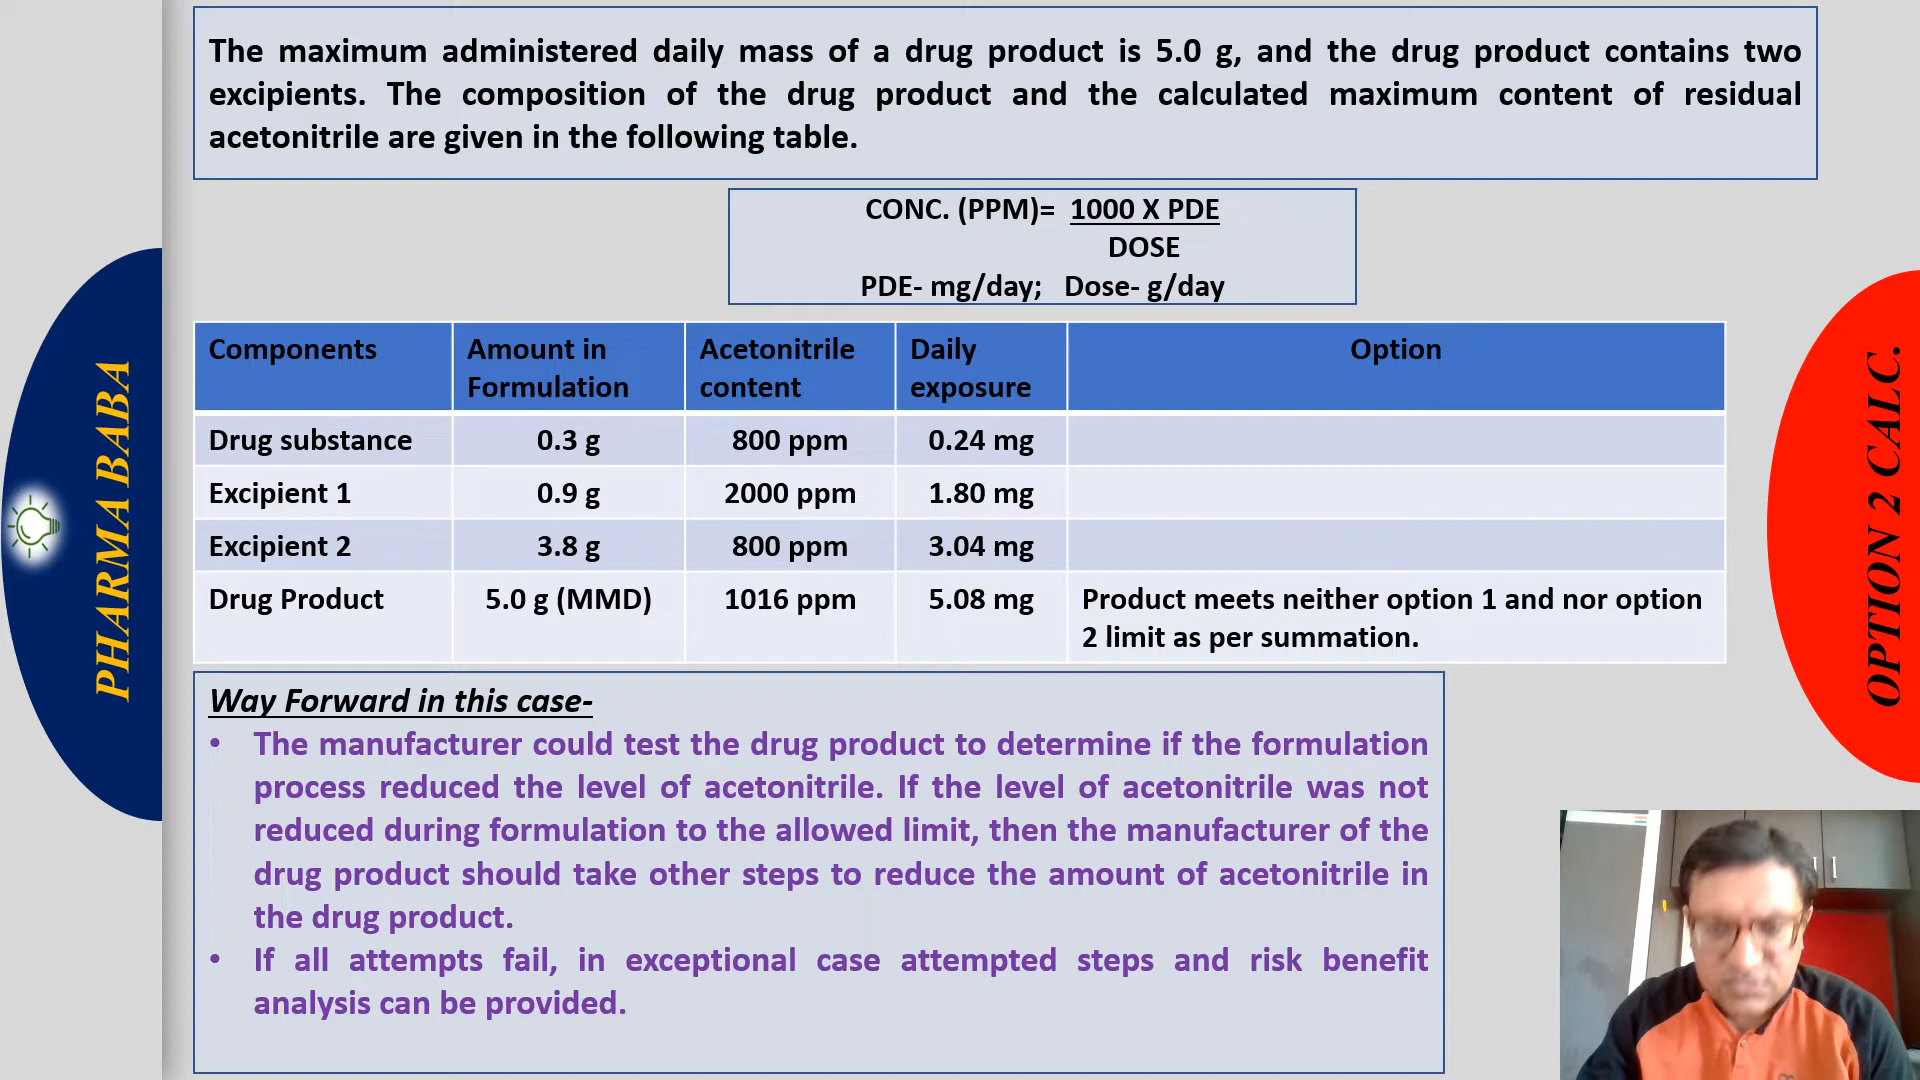 The maximum administered daily mass of a drug product is 5.0 g, and the drug product contains two
excipients. The composition of the drug product and the calculated maximum content of residual
acetonitrile are given in the following table.
CONC. (PPM)= 1000 X PDE
DOSE
PDE- mg/day; Dose- g/day
Components Amount in Formulation Acetonitrile content Daily exposure Option
Drug substance 0.3 g 800 ppm 0.24 mg
Excipient 1 0.9 g 2000 ppm 1.80 mg
Excipient 2 3.8 g 800 ppm 3.04 mg
Drug Product 5.0 g (MMD) 1016 ppm 5.08 mg Product meets neither option 1 and nor option
2 limit as per summation.
Way Forward in this case-
• The manufacturer could test the drug product to determine if the formulation
process reduced the level of acetonitrile. If the level of acetonitrile was not
reduced during formulation to the allowed limit, then the manufacturer of the
drug product should take other steps to reduce the amount of acetonitrile in
the drug product.
• If all attempts fail, in exceptional case attempted steps and risk benefit
analysis can be provided.
PHARMA BABA
OPTION 2 CALC.